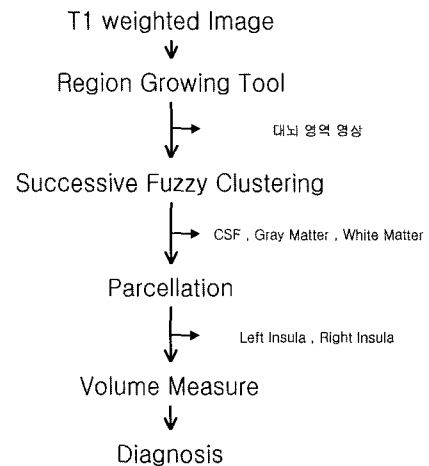 T1 weighted Image
Region Growing Tool
대뇌 영역 영상
Successive Fuzzy Clustering
CSF , Gray Matter , White Matter
Parcellation
Left Insula , Right Insula
Volume Measure
Diagnosis